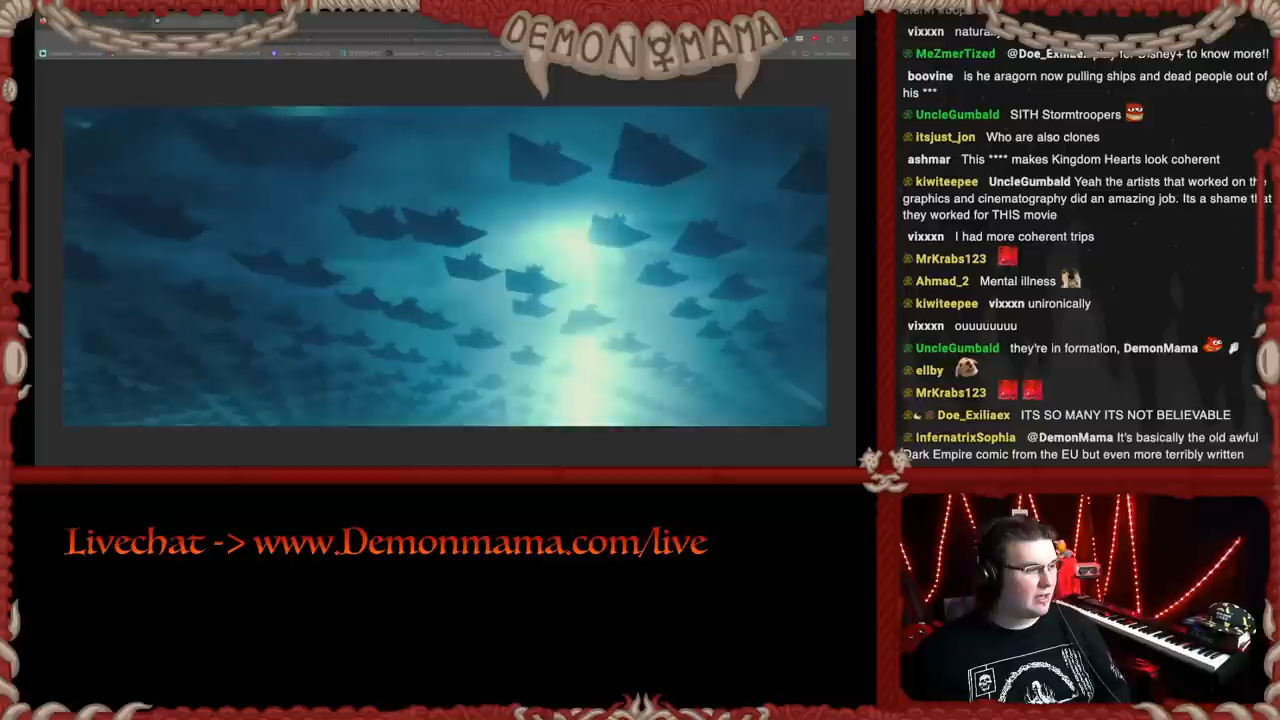 DEMON MAMA
vixxxn
MeZmerTized
Disney+ to know more!!
boovine is he aragorn now pulling ships and dead people out of
his ***
UncleGumbald SITH Stormtroopers
itsjust_jon Who are also clones
ashmar This **** makes Kingdom Hearts look coherent
kiwiteepee UncleGumbald Yeah the artists that worked on the
graphics and cinematography did an amazing job. Its a shame that
they worked for THIS movie
vixxxn I had more coherent trips
MrKrabs123
Ahmad_2 Mental illness
kiwiteepee vixxxn unironically
vixxxn ouuuuuuuu
UncleGumbald they're in formation, DemonMama
ellby
MrKrabs123
Doe_Exiliaex ITS SO MANY ITS NOT BELIEVABLE
InfernatrixSophia @DemonMama It's basically the old awful
Dark Empire comic from the EU but even more terribly written
Livechat -> www.Demonmama.com/live